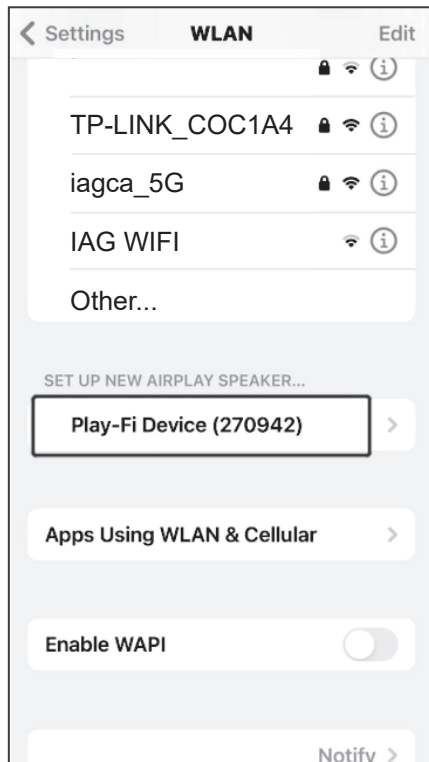 Settings WLAN Edit
TP-LINK_COC1A4
iagca_5G
IAG WIFI
Other...
SET UP NEW AIRPLAY SPEAKER...
Play-Fi Device (270942)
Apps Using WLAN & Cellular
Enable WAPI
Notify